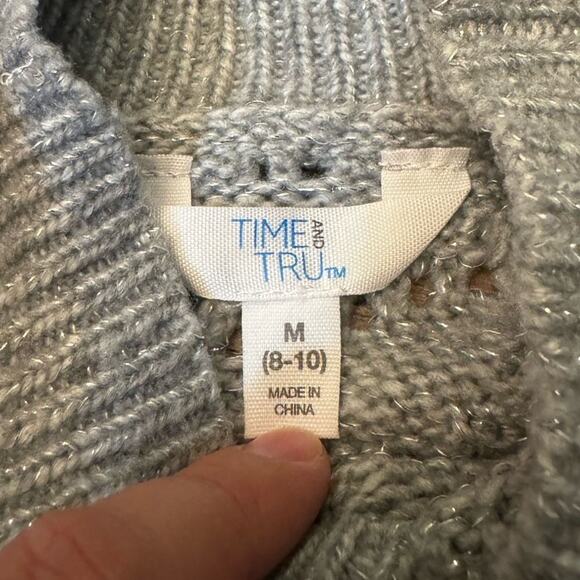 TIME AND
TRU™
M
(8-10)
MADE IN
CHINA